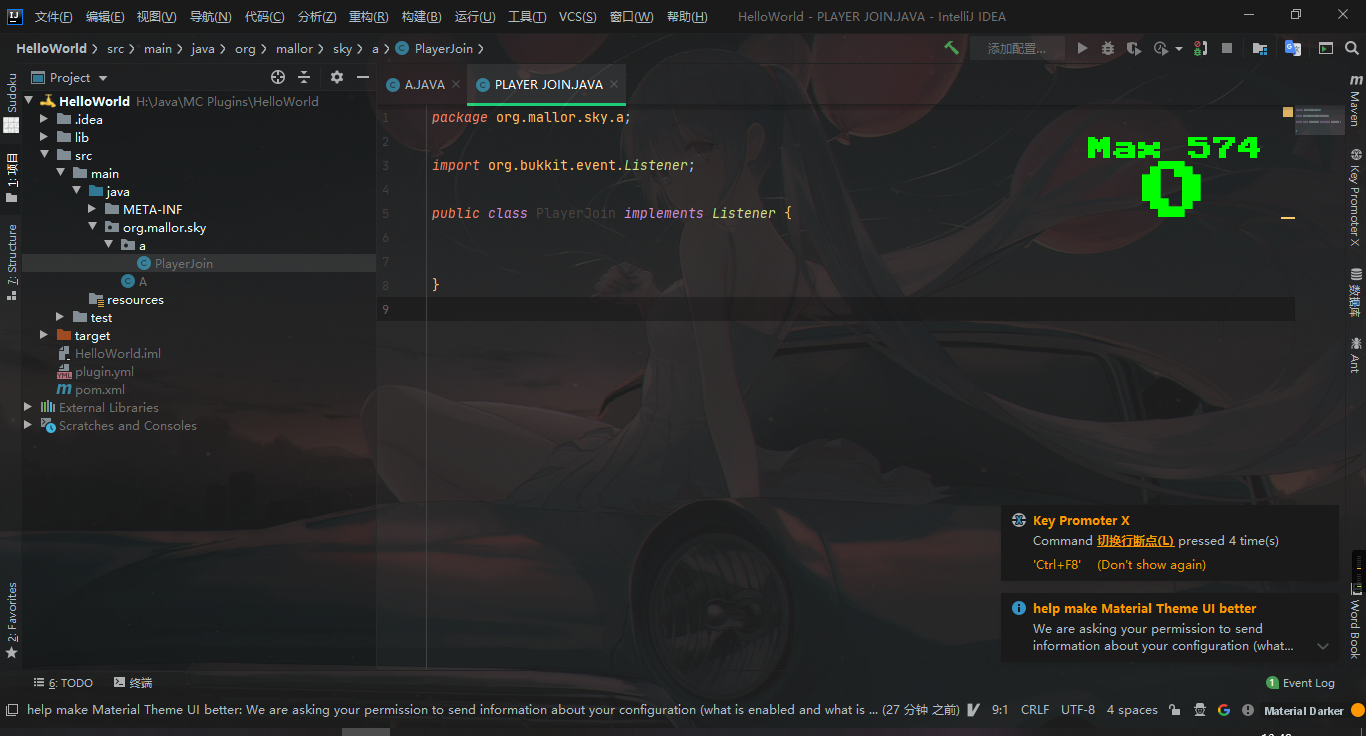 IJ 文件(F) 编辑(E) 视图(V) 导航(N) 代码(C) 分析(Z) 重构(R) 构建(B) 运行(U) 工具(T) VCS(S) 窗口(W) 帮助(H) HelloWorld - PLAYER JOIN.JAVA - IntelliJ IDEA
HelloWorld src main java org mallor sky a PlayerJoin 添加配置...
Project
A.JAVA PLAYER JOIN.JAVA
HelloWorld H:\Java\MC Plugins\HelloWorld
.idea
lib
src
main
java
META-INF
org.mallor.sky
a
PlayerJoin
A
resources
test
target
HelloWorld.iml
plugin.yml
pom.xml
External Libraries
Scratches and Consoles
Sudoku
1: 项目
7: Structure
2: Favorites
1 package org.mallor.sky.a;
2
3 import org.bukkit.event.Listener;
4
5 public class PlayerJoin implements Listener {
6
7
8 }
9
Max 574
0
Maven
Key Promoter X
数据库
Ant
Word Book
Key Promoter X
Command 切换行断点(L) pressed 4 time(s)
'Ctrl+F8' (Don't show again)
help make Material Theme UI better
We are asking your permission to send
information about your configuration (what...
6: TODO 终端 1 Event Log
help make Material Theme UI better: We are asking your permission to send information about your configuration (what is enabled and what is ... (27 分钟 之前) 9:1 CRLF UTF-8 4 spaces Material Darker